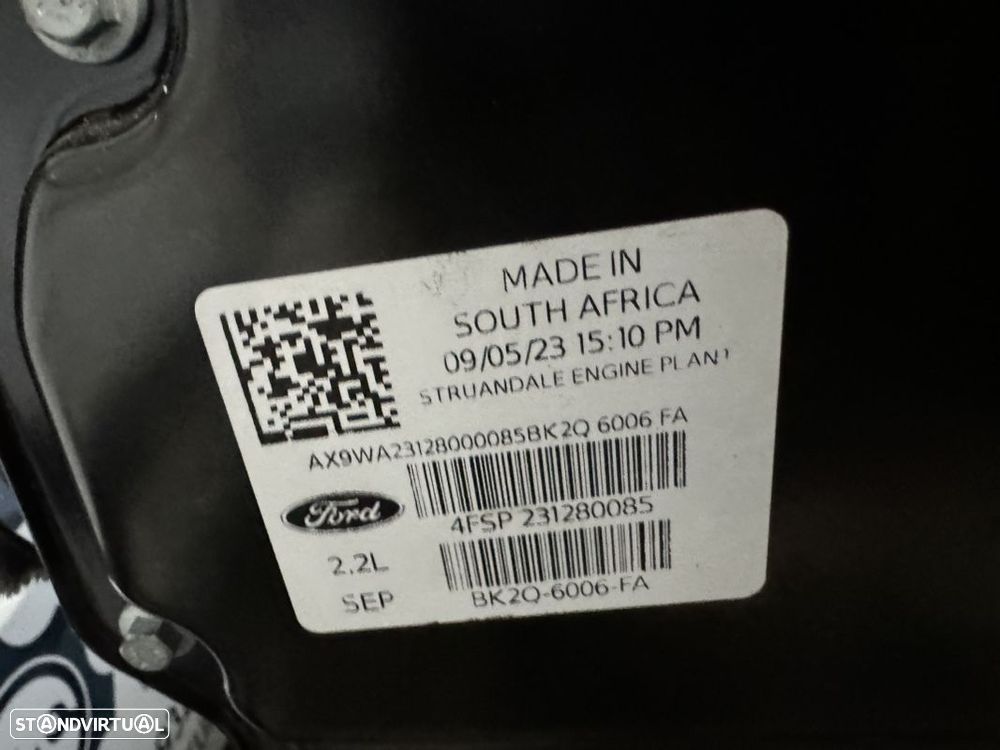 MADE IN
SOUTH AFRICA
09/05/23 15:10 PM
STRUANDALE ENGINE PLANT
AX9WA23128000085BK2Q 6006 FA
Ford
4FSP 231280085
2.2L
SEP
BK2Q-6006-FA
STANDVIRTUAL